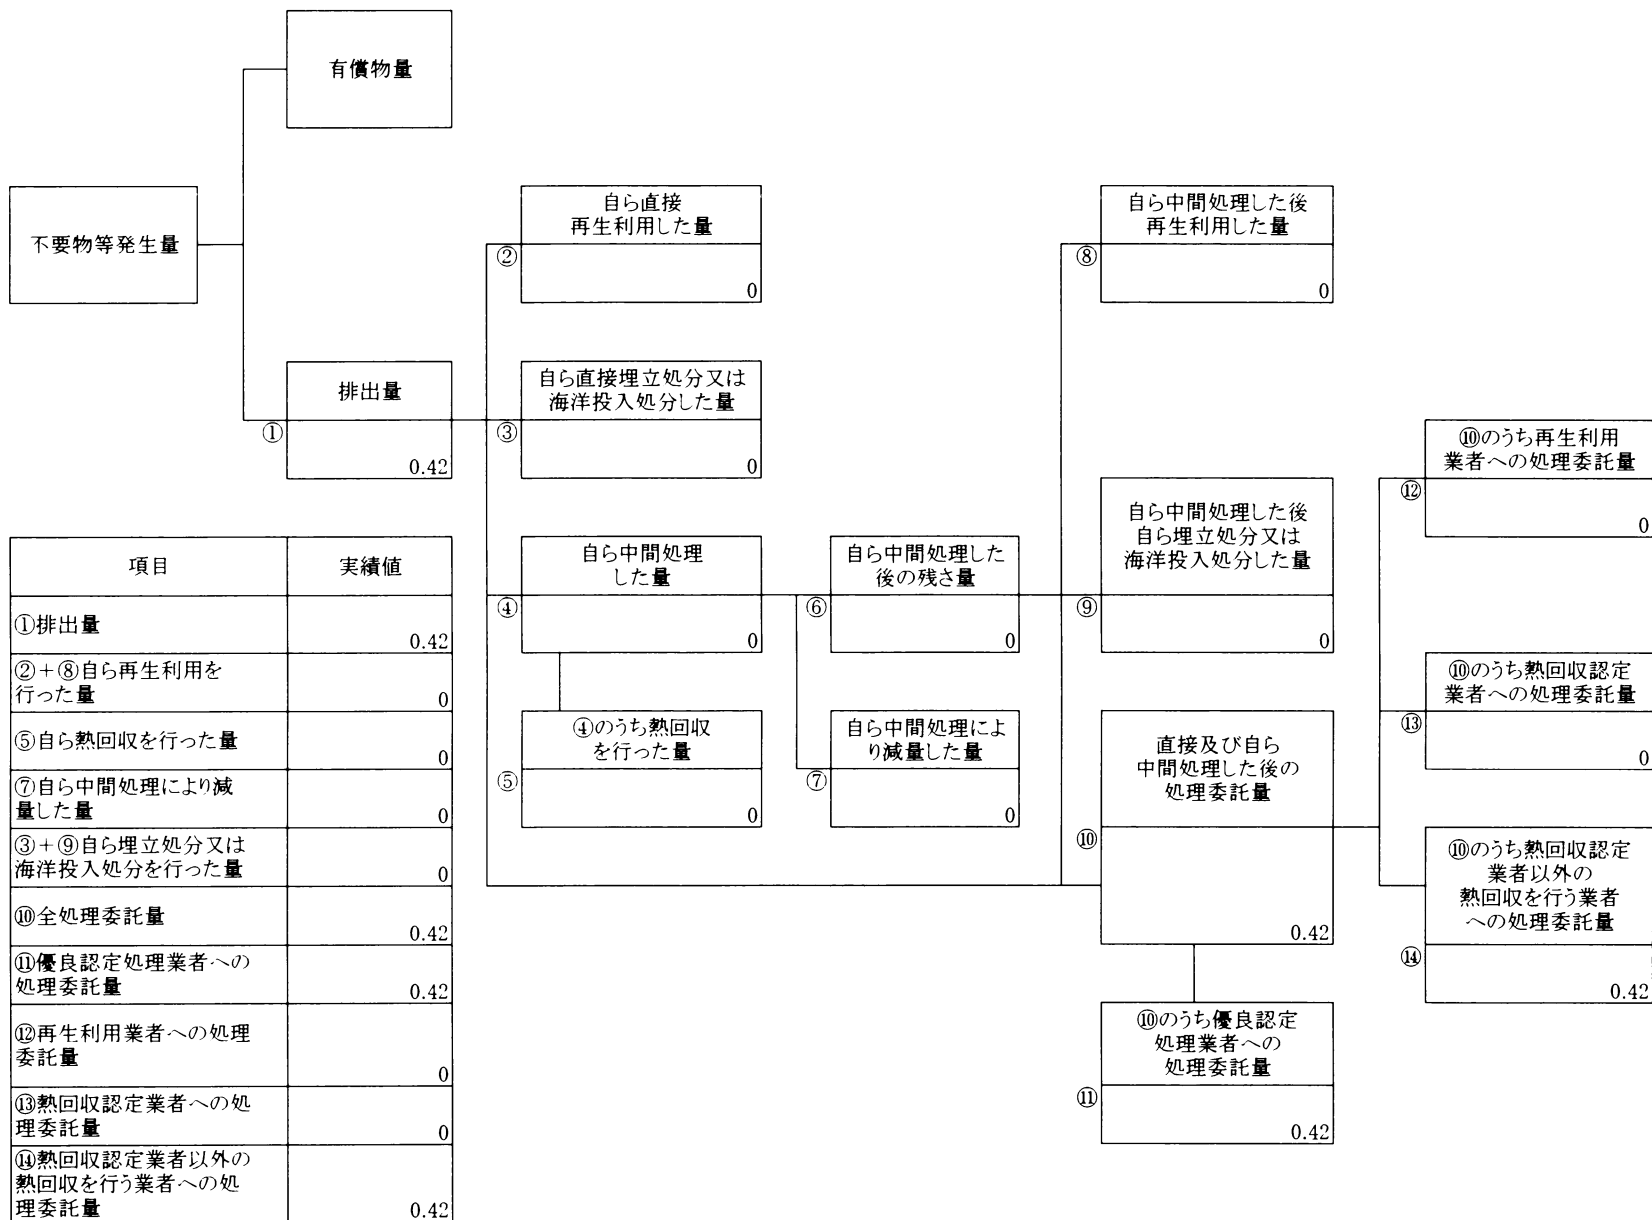 有償物量
不要物等発生量
自ら直接
再生利用した量
②
0
自ら中間処理した後
再生利用した量
⑧
0
排出量
①
0.42
自ら直接埋立処分又は
海洋投入処分した量
③
0
⑩のうち再生利用
業者への処理委託量
⑫
0
自ら中間処理
した量
④
0
自ら中間処理した
後の残さ量
⑥
0
自ら中間処理した後
自ら埋立処分又は
海洋投入処分した量
⑨
0
⑩のうち熱回収認定
業者への処理委託量
⑬
0
④のうち熱回収
を行った量
⑤
0
自ら中間処理によ
り減量した量
⑦
0
直接及び自ら
中間処理した後の
処理委託量
⑩
0.42
⑩のうち熱回収認定
業者以外の
熱回収を行う業者
への処理委託量
⑭
0.42
⑩のうち優良認定
処理業者への
処理委託量
⑪
0.42
項目 実績値
①排出量
0.42
②+⑧自ら再生利用を
行った量
0
⑤自ら熱回収を行った量
0
⑦自ら中間処理により減
量した量
0
③+⑨自ら埋立処分又は
海洋投入処分を行った量
0
⑩全処理委託量
0.42
⑪優良認定処理業者への
処理委託量
0.42
⑫再生利用業者への処理
委託量
0
⑬熱回収認定業者への処
理委託量
0
⑭熱回収認定業者以外の
熱回収を行う業者への処
理委託量
0.42